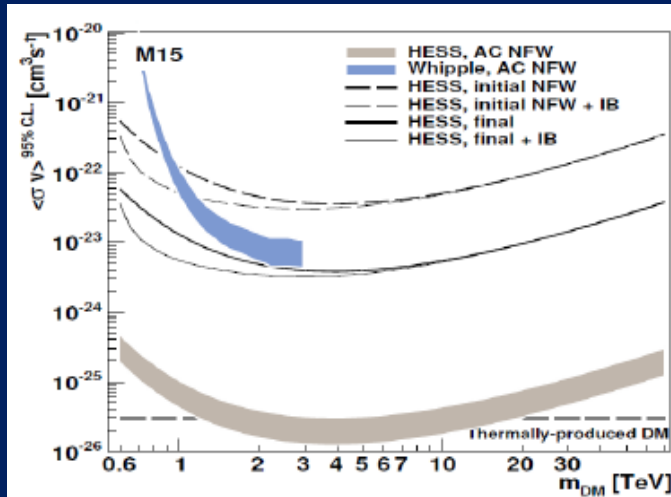 <σ v> 95% C.L. [cm³s⁻¹]
10⁻²⁰
10⁻²¹
10⁻²²
10⁻²³
10⁻²⁴
10⁻²⁵
10⁻²⁶
M15
HESS, AC NFW
Whipple, AC NFW
HESS, initial NFW
HESS, initial NFW + IB
HESS, final
HESS, final + IB
Thermally-produced DM
0.6 1 2 3 4 5 6 7 10 20 30
m_DM [TeV]